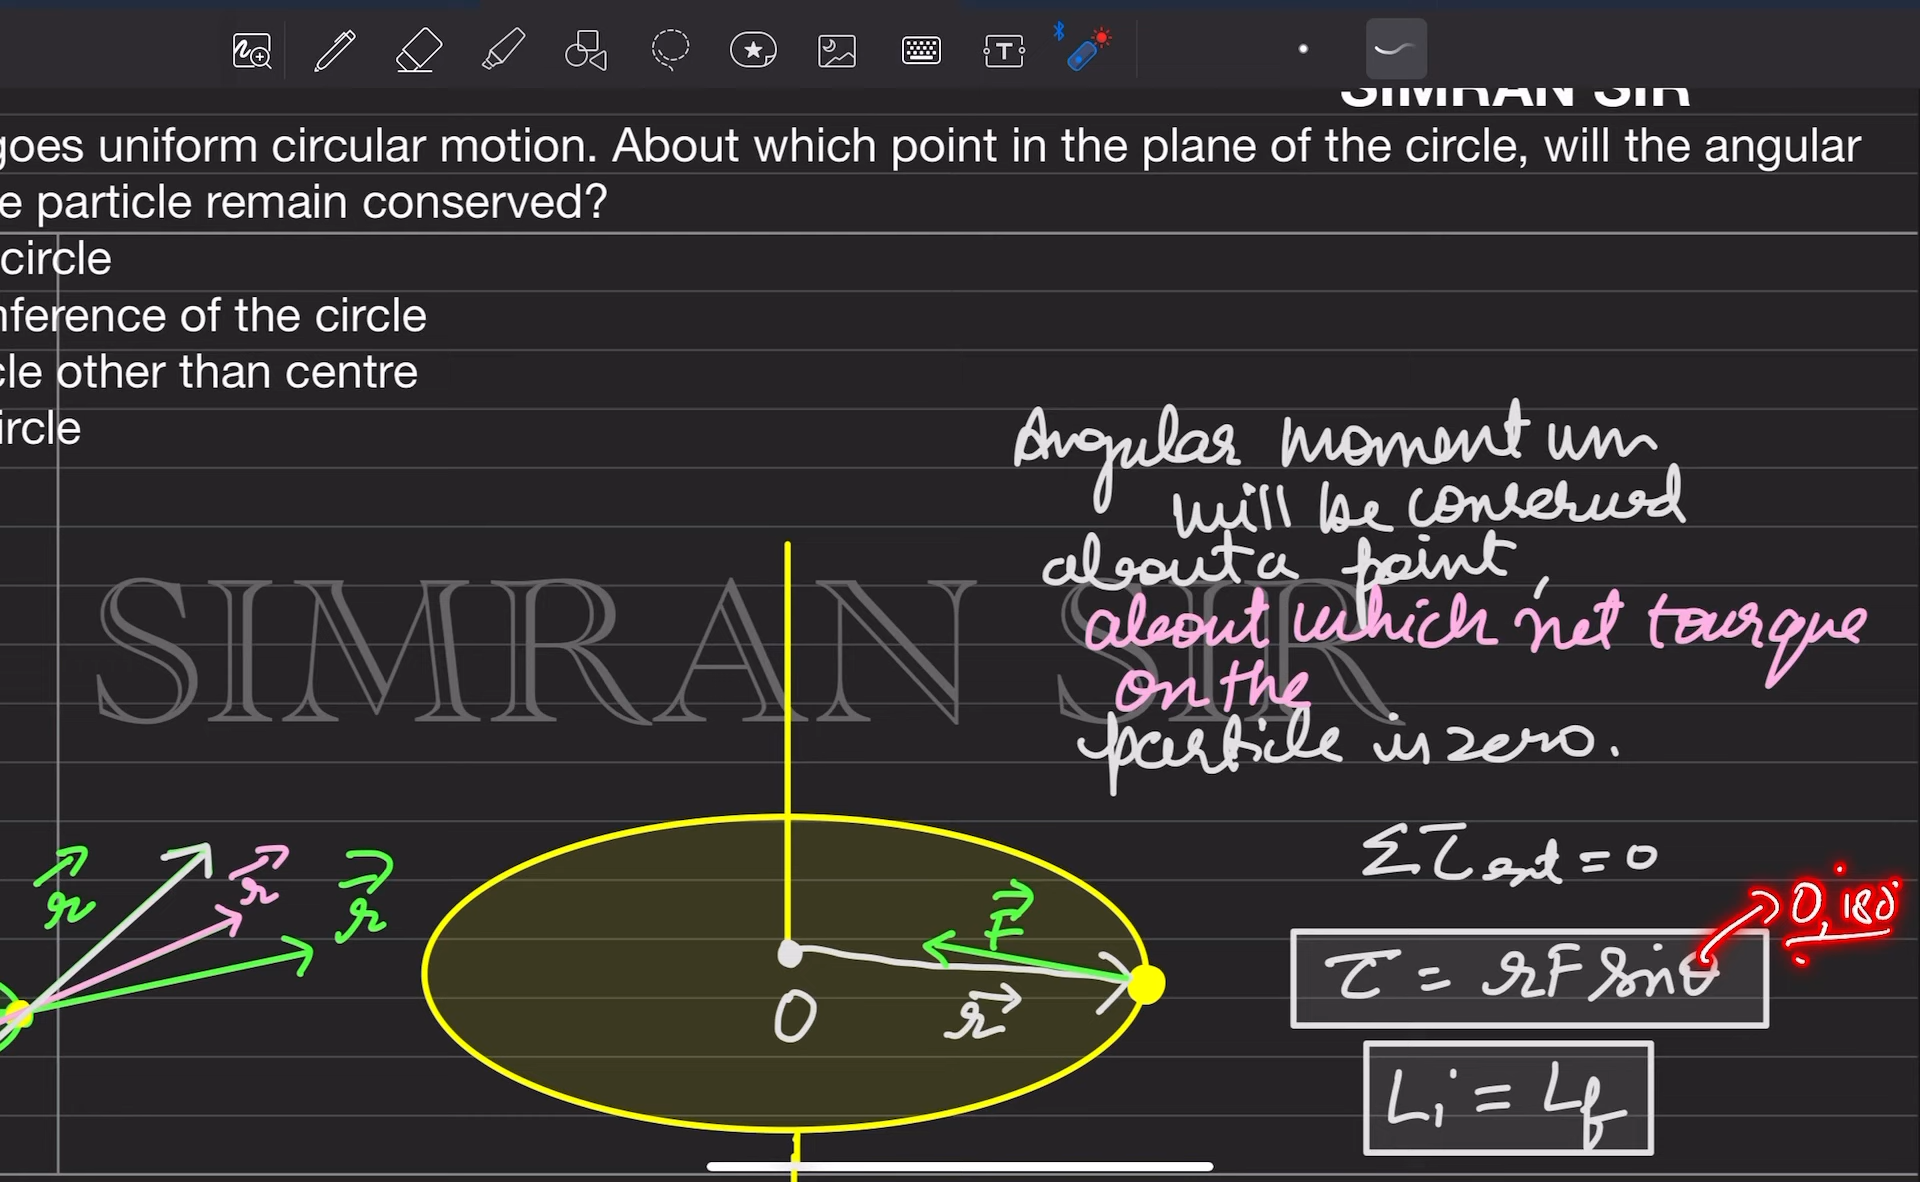 SIMRAN SIR
goes uniform circular motion. About which point in the plane of the circle, will the angular
e particle remain conserved?
circle
nference of the circle
cle other than centre
ircle
Angular momentum
will be conserved
about a point,
about which net tourque
on the
particle is zero.
SIMRAN SIR
Στext = 0
0, 180°
τ = rF sinθ
Li = Lf
r r r
F
O r